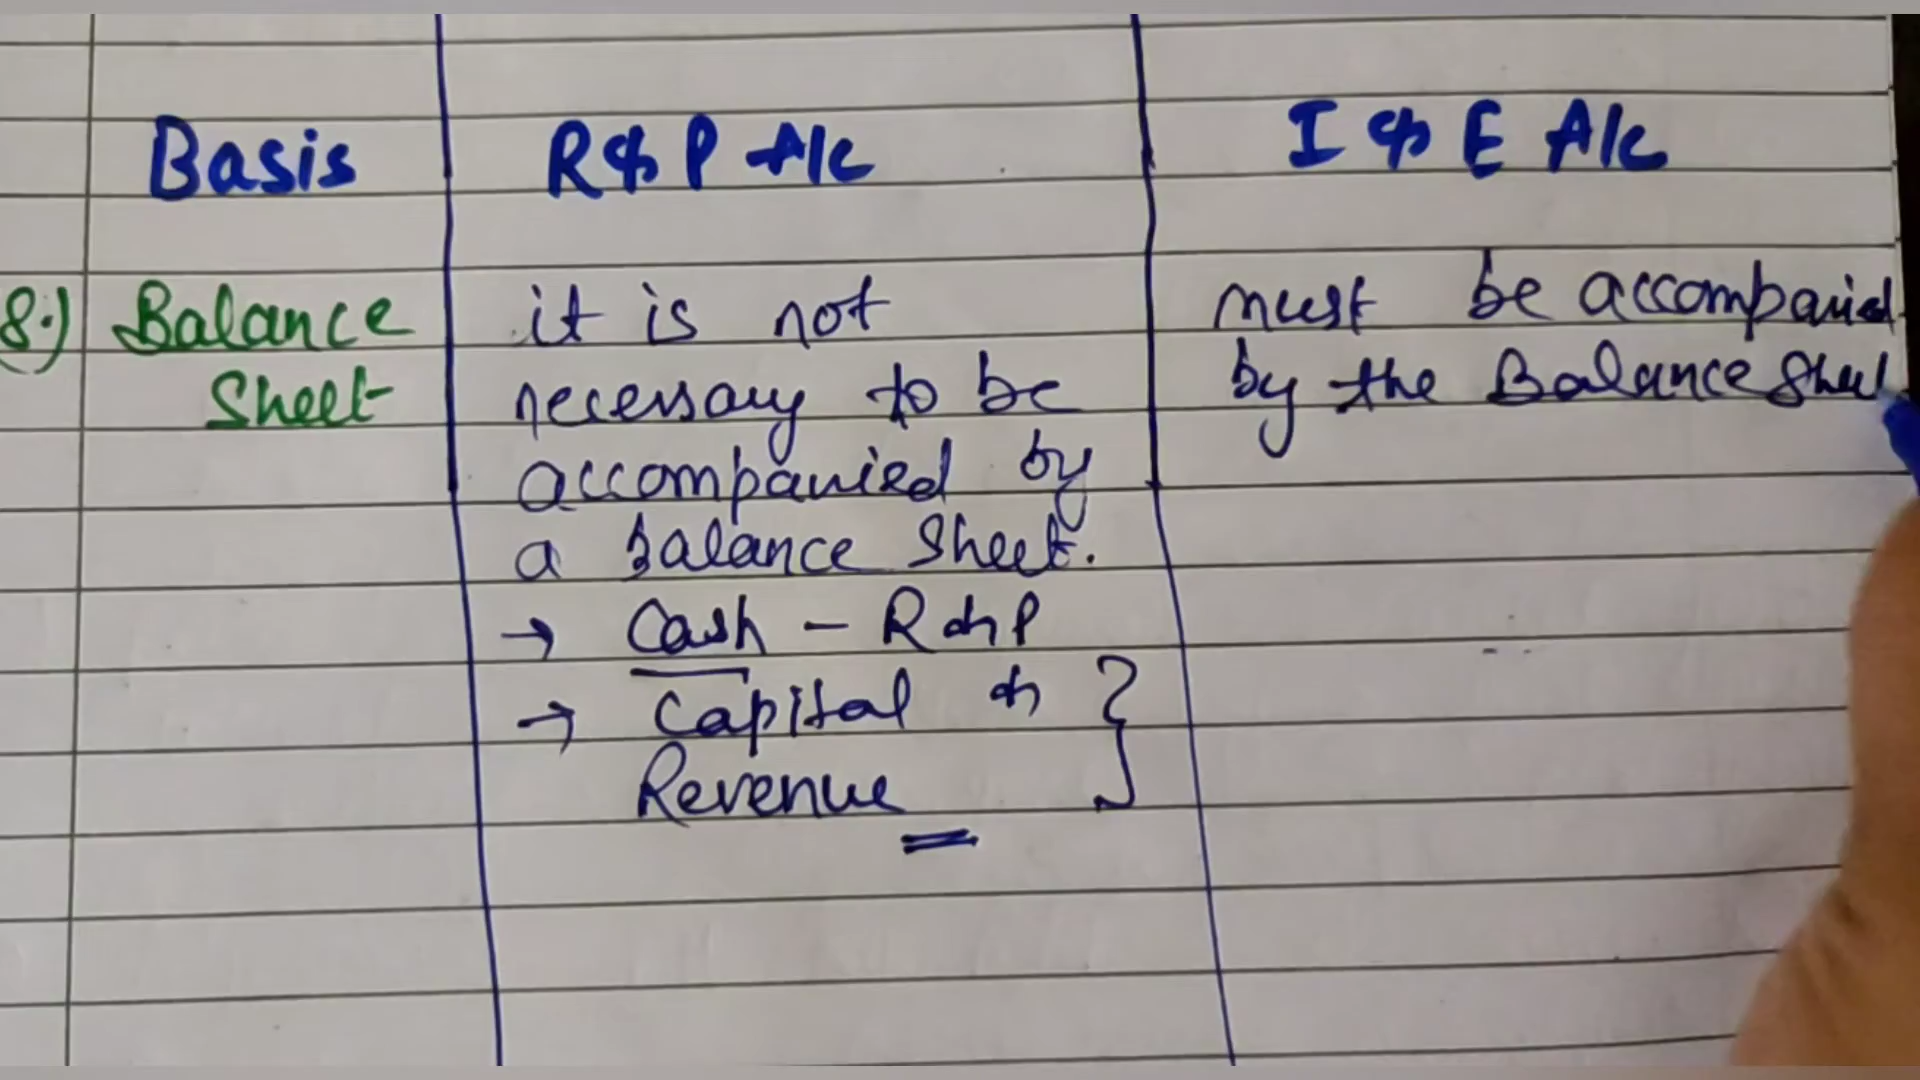 Basis
R & P A/c
I & E A/c
8.) Balance
Sheet
it is not
necessary to be
accompanied by
a Balance Sheet.
→ Cash – R & P
→ Capital &
Revenue
must be accompanied
by the Balance Sheet